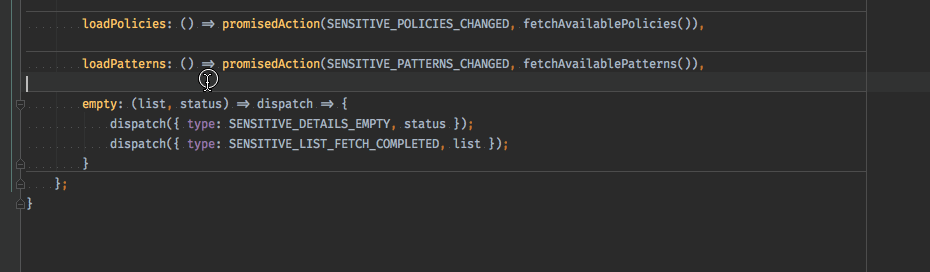 loadPolicies: () => promisedAction(SENSITIVE_POLICIES_CHANGED, fetchAvailablePolicies()),
loadPatterns: () => promisedAction(SENSITIVE_PATTERNS_CHANGED, fetchAvailablePatterns()),
empty: (list, status) => dispatch => {
dispatch({ type: SENSITIVE_DETAILS_EMPTY, status });
dispatch({ type: SENSITIVE_LIST_FETCH_COMPLETED, list });
}
};
}